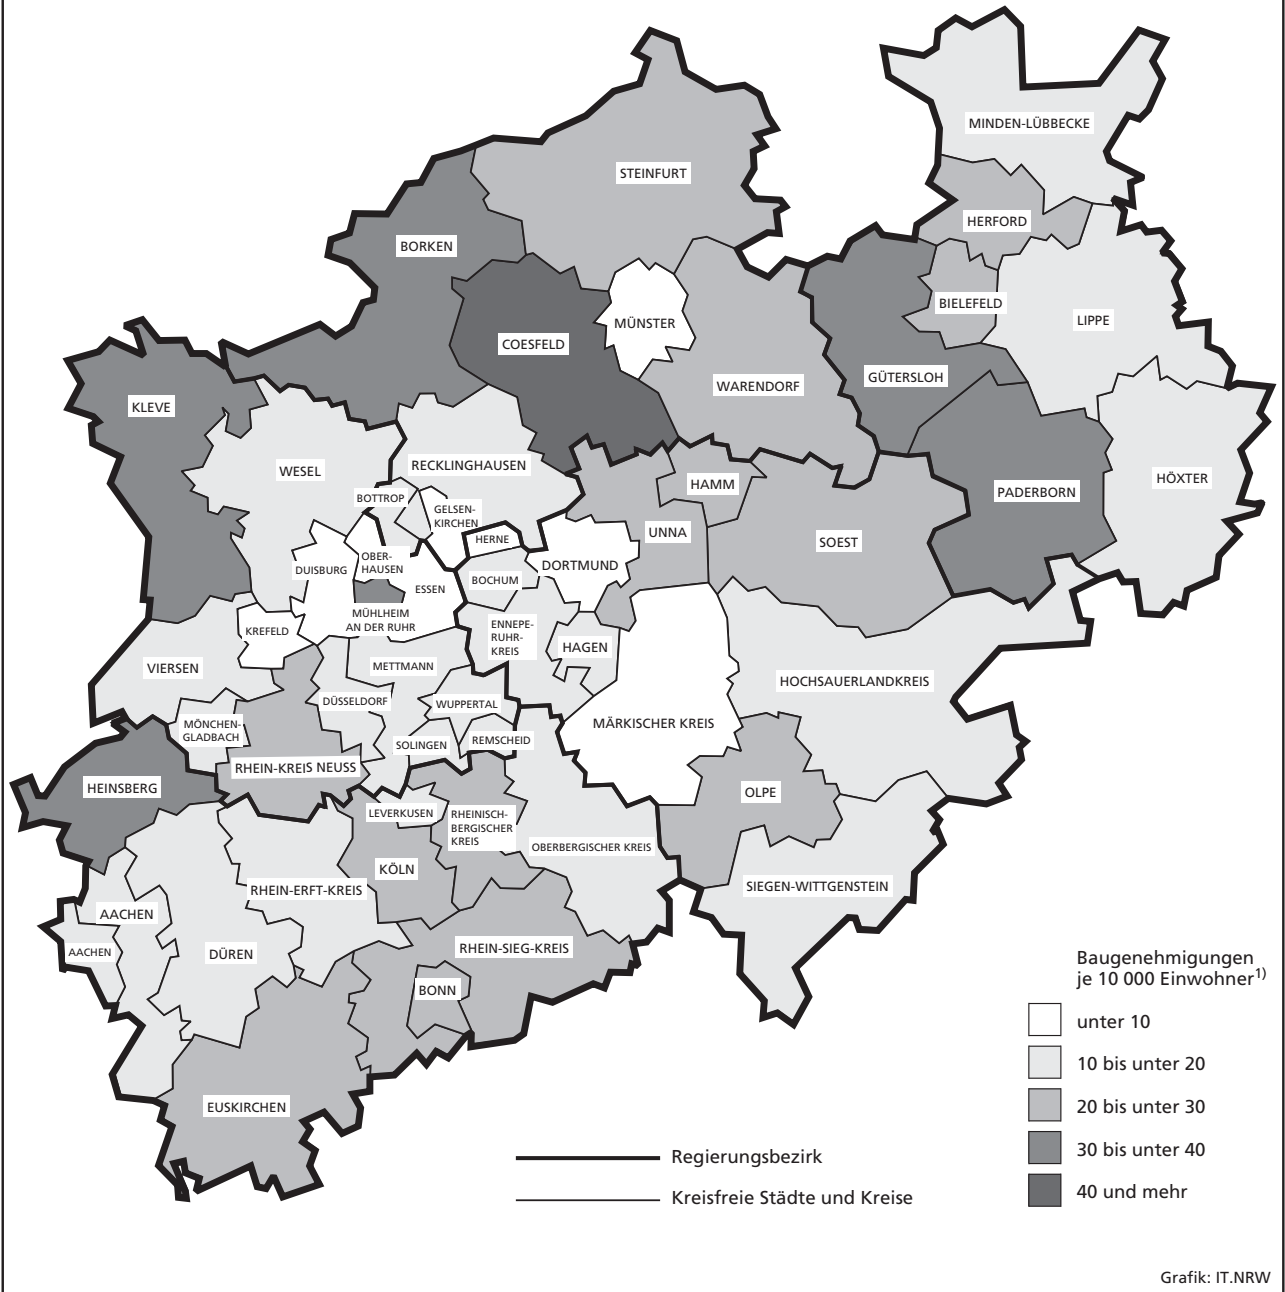 MINDEN-LÜBBECKE
STEINFURT
HERFORD
BORKEN
BIELEFELD
LIPPE
MÜNSTER
COESFELD
GÜTERSLOH
WARENDORF
KLEVE
RECKLINGHAUSEN
WESEL
HÖXTER
HAMM
PADERBORN
BOTTROP
GELSEN-
KIRCHEN
UNNA
HERNE
SOEST
OBER-
HAUSEN
DORTMUND
DUISBURG
BOCHUM
ESSEN
MÜHLHEIM
AN DER RUHR
KREFELD
ENNEPE-
RUHR-
KREIS
HAGEN
METTMANN
VIERSEN
HOCHSAUERLANDKREIS
DÜSSELDORF
WUPPERTAL
MÖNCHEN-
GLADBACH
MÄRKISCHER KREIS
SOLINGEN
REMSCHEID
RHEIN-KREIS NEUSS
HEINSBERG
OLPE
LEVERKUSEN
RHEINISCH-
BERGISCHER
KREIS
OBERBERGISCHER KREIS
KÖLN
RHEIN-ERFT-KREIS
SIEGEN-WITTGENSTEIN
AACHEN
RHEIN-SIEG-KREIS
AACHEN
DÜREN
BONN
EUSKIRCHEN
Baugenehmigungen
je 10 000 Einwohner1)
unter 10
10 bis unter 20
20 bis unter 30
30 bis unter 40
40 und mehr
Regierungsbezirk
Kreisfreie Städte und Kreise
Grafik: IT.NRW